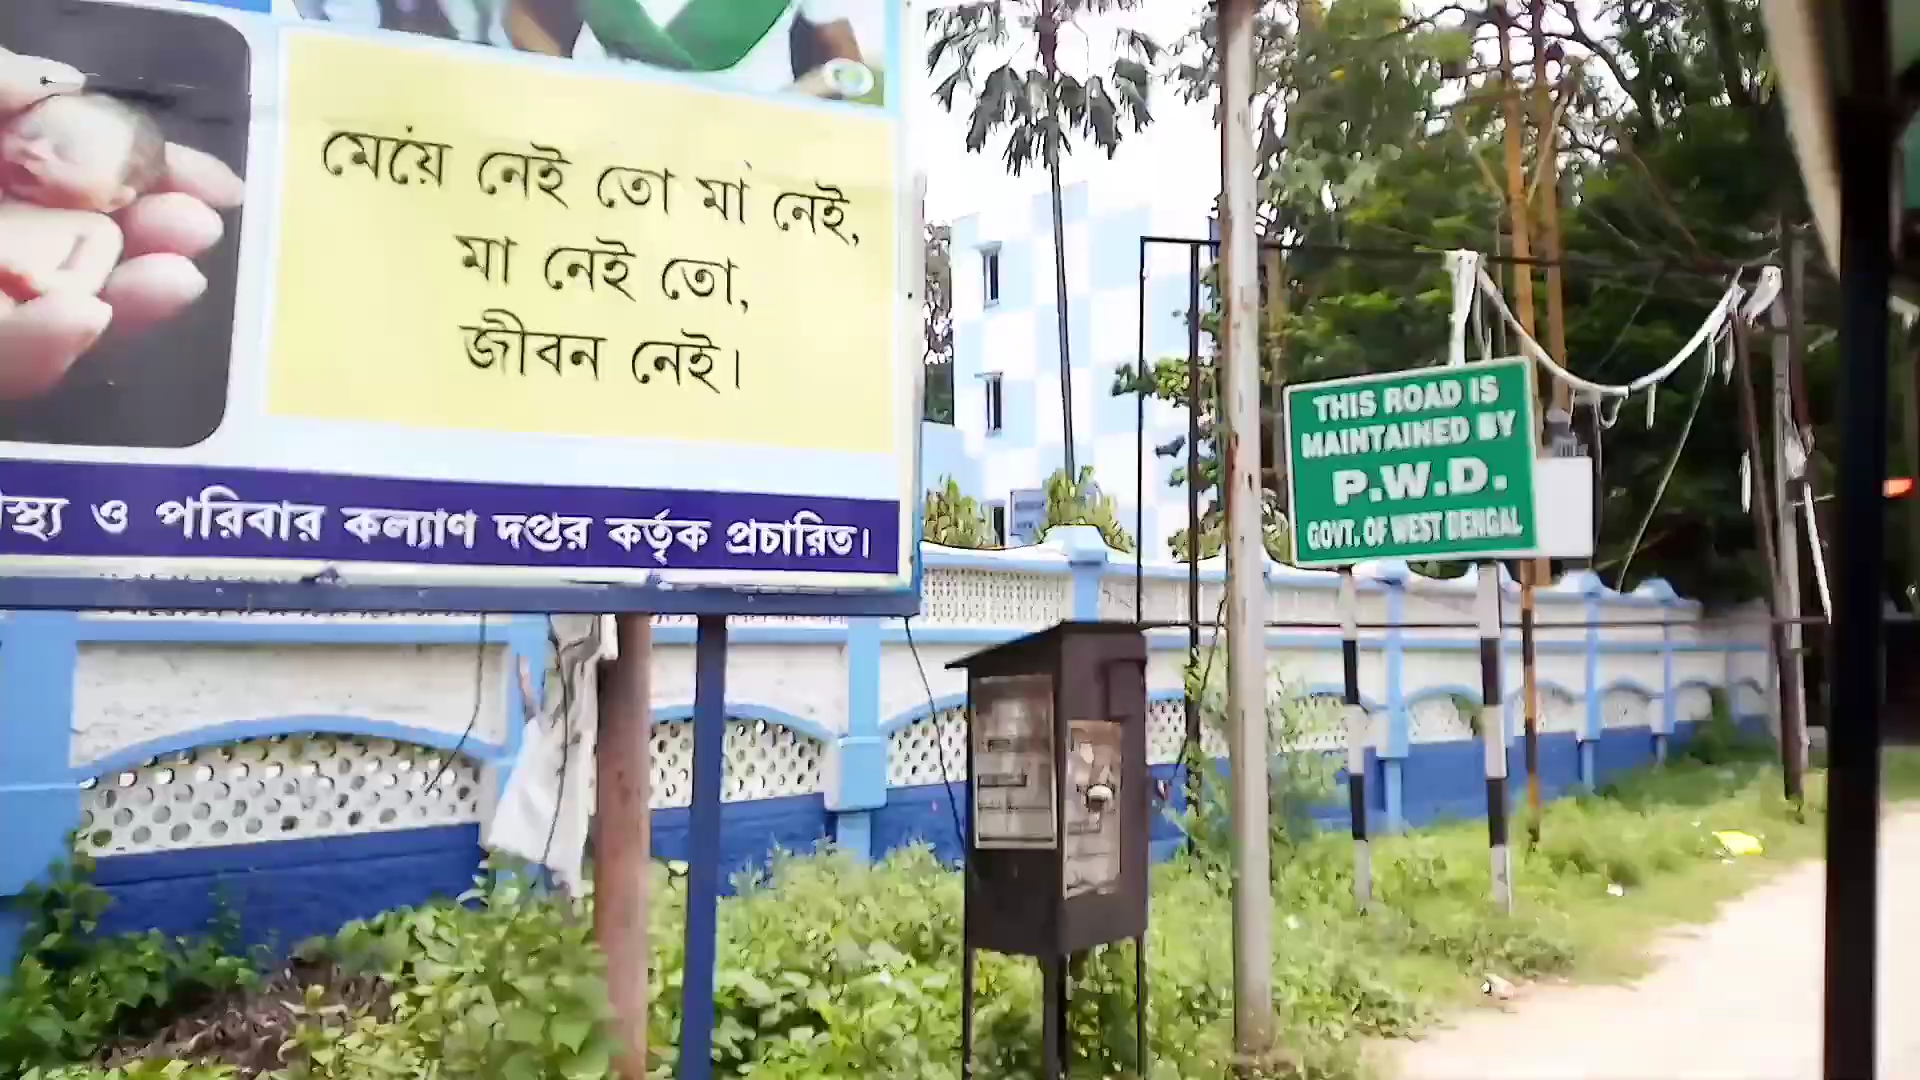 মেয়ে নেই তো মা নেই,
মা নেই তো,
জীবন নেই।
ও পরিবার কল্যাণ দপ্তর কর্তৃক প্রচারিত।
THIS ROAD IS
MAINTAINED BY
P.W.D.
GOVT. OF WEST BENGAL